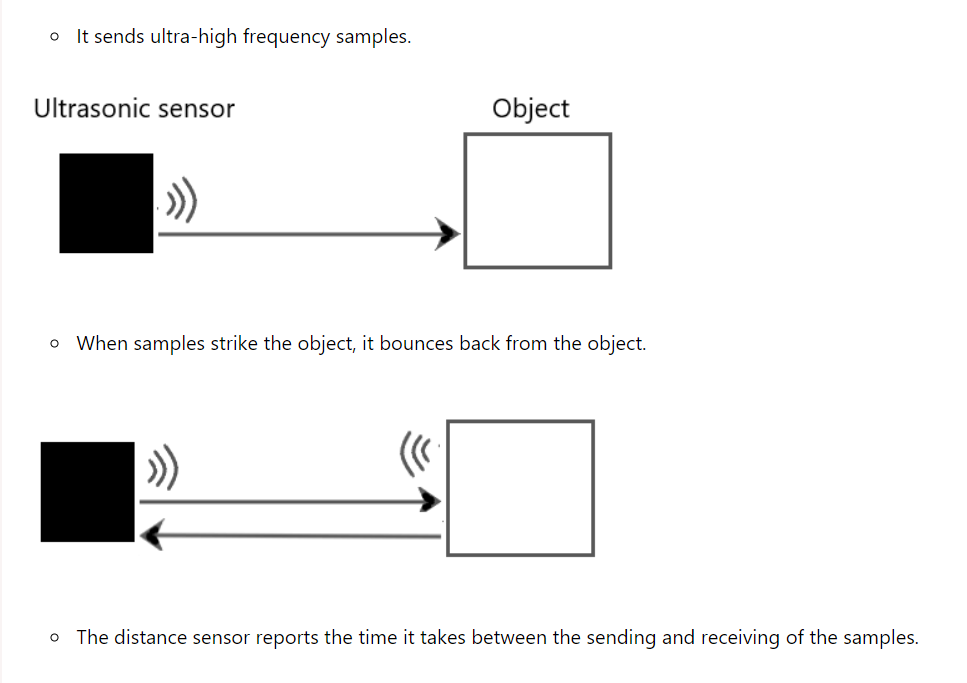 It sends ultra-high frequency samples.
Ultrasonic sensor Object
When samples strike the object, it bounces back from the object.
The distance sensor reports the time it takes between the sending and receiving of the samples.